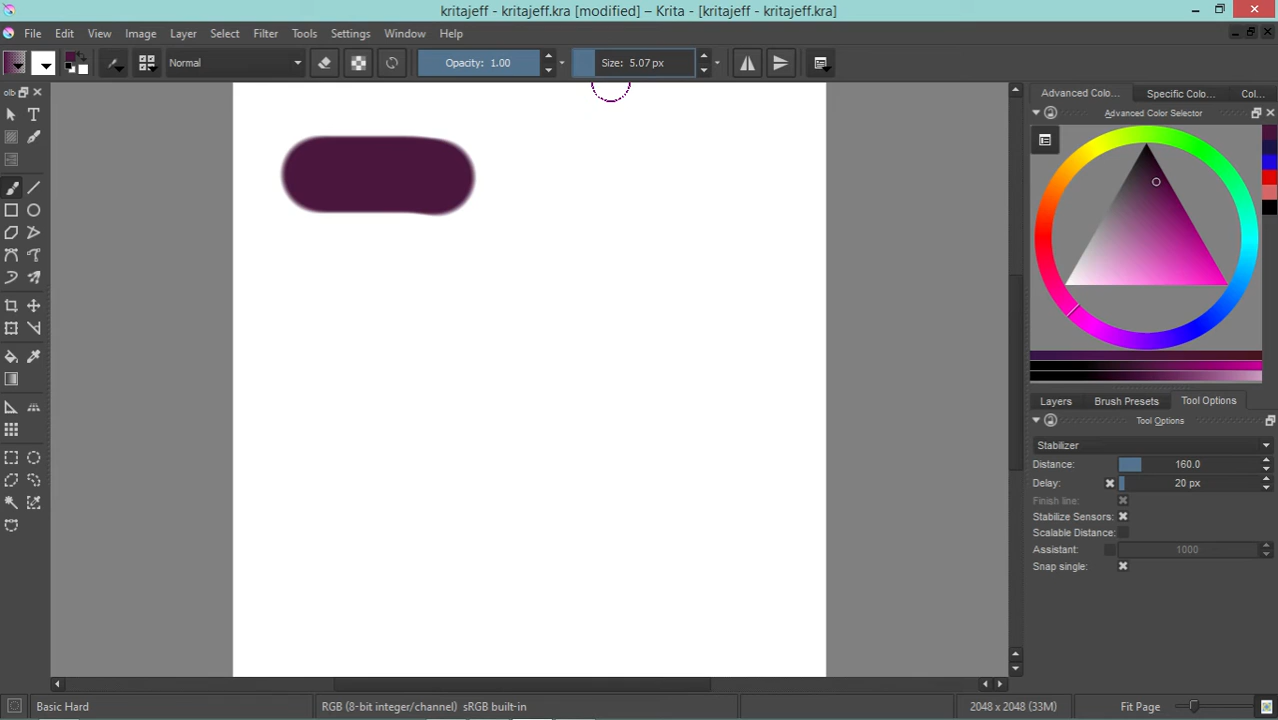 kritajeff - kritajeff.kra [modified] – Krita - [kritajeff - kritajeff.kra]
File Edit View Image Layer Select Filter Tools Settings Window Help
Normal Opacity: 1.00 Size: 5.07 px
olb Advanced Colo... Specific Colo... Col...
Advanced Color Selector
Layers Brush Presets Tool Options
Tool Options
Stabilizer
Distance: 160.0
Delay: 20 px
Finish line:
Stabilize Sensors:
Scalable Distance:
Assistant: 1000
Snap single:
Basic Hard RGB (8-bit integer/channel) sRGB built-in 2048 x 2048 (33M) Fit Page